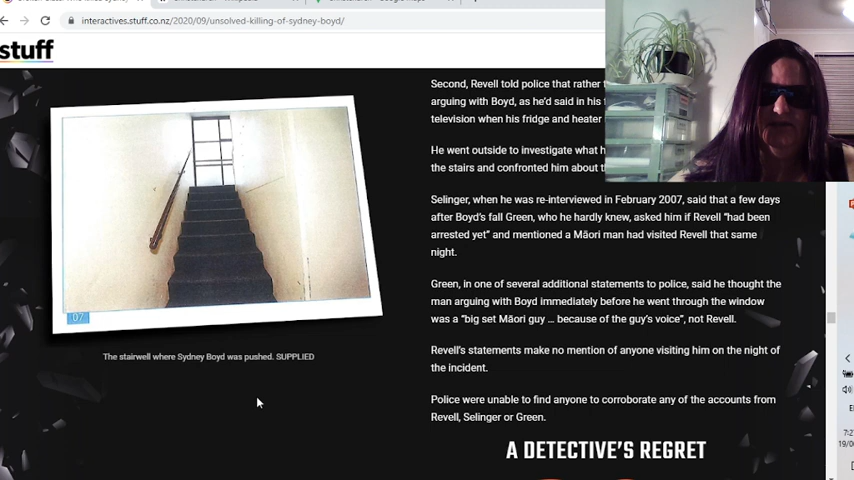 interactives.stuff.co.nz/2020/09/unsolved-killing-of-sydney-boyd/
stuff
Second, Revell told police that rather
arguing with Boyd, as he'd said in his
television when his fridge and heater
He went outside to investigate what
the stairs and confronted him about
Selinger, when he was re-interviewed in February 2007, said that a few days
after Boyd's fall Green, who he hardly knew, asked him if Revell "had been
arrested yet" and mentioned a Māori man had visited Revell that same
night.
Green, in one of several additional statements to police, said he thought the
man arguing with Boyd immediately before he went through the window
was a "big set Māori guy ... because of the guy's voice", not Revell.
07
The stairwell where Sydney Boyd was pushed. SUPPLIED
Revell's statements make no mention of anyone visiting him on the night of
the incident.
Police were unable to find anyone to corroborate any of the accounts from
Revell, Selinger or Green.
A DETECTIVE'S REGRET